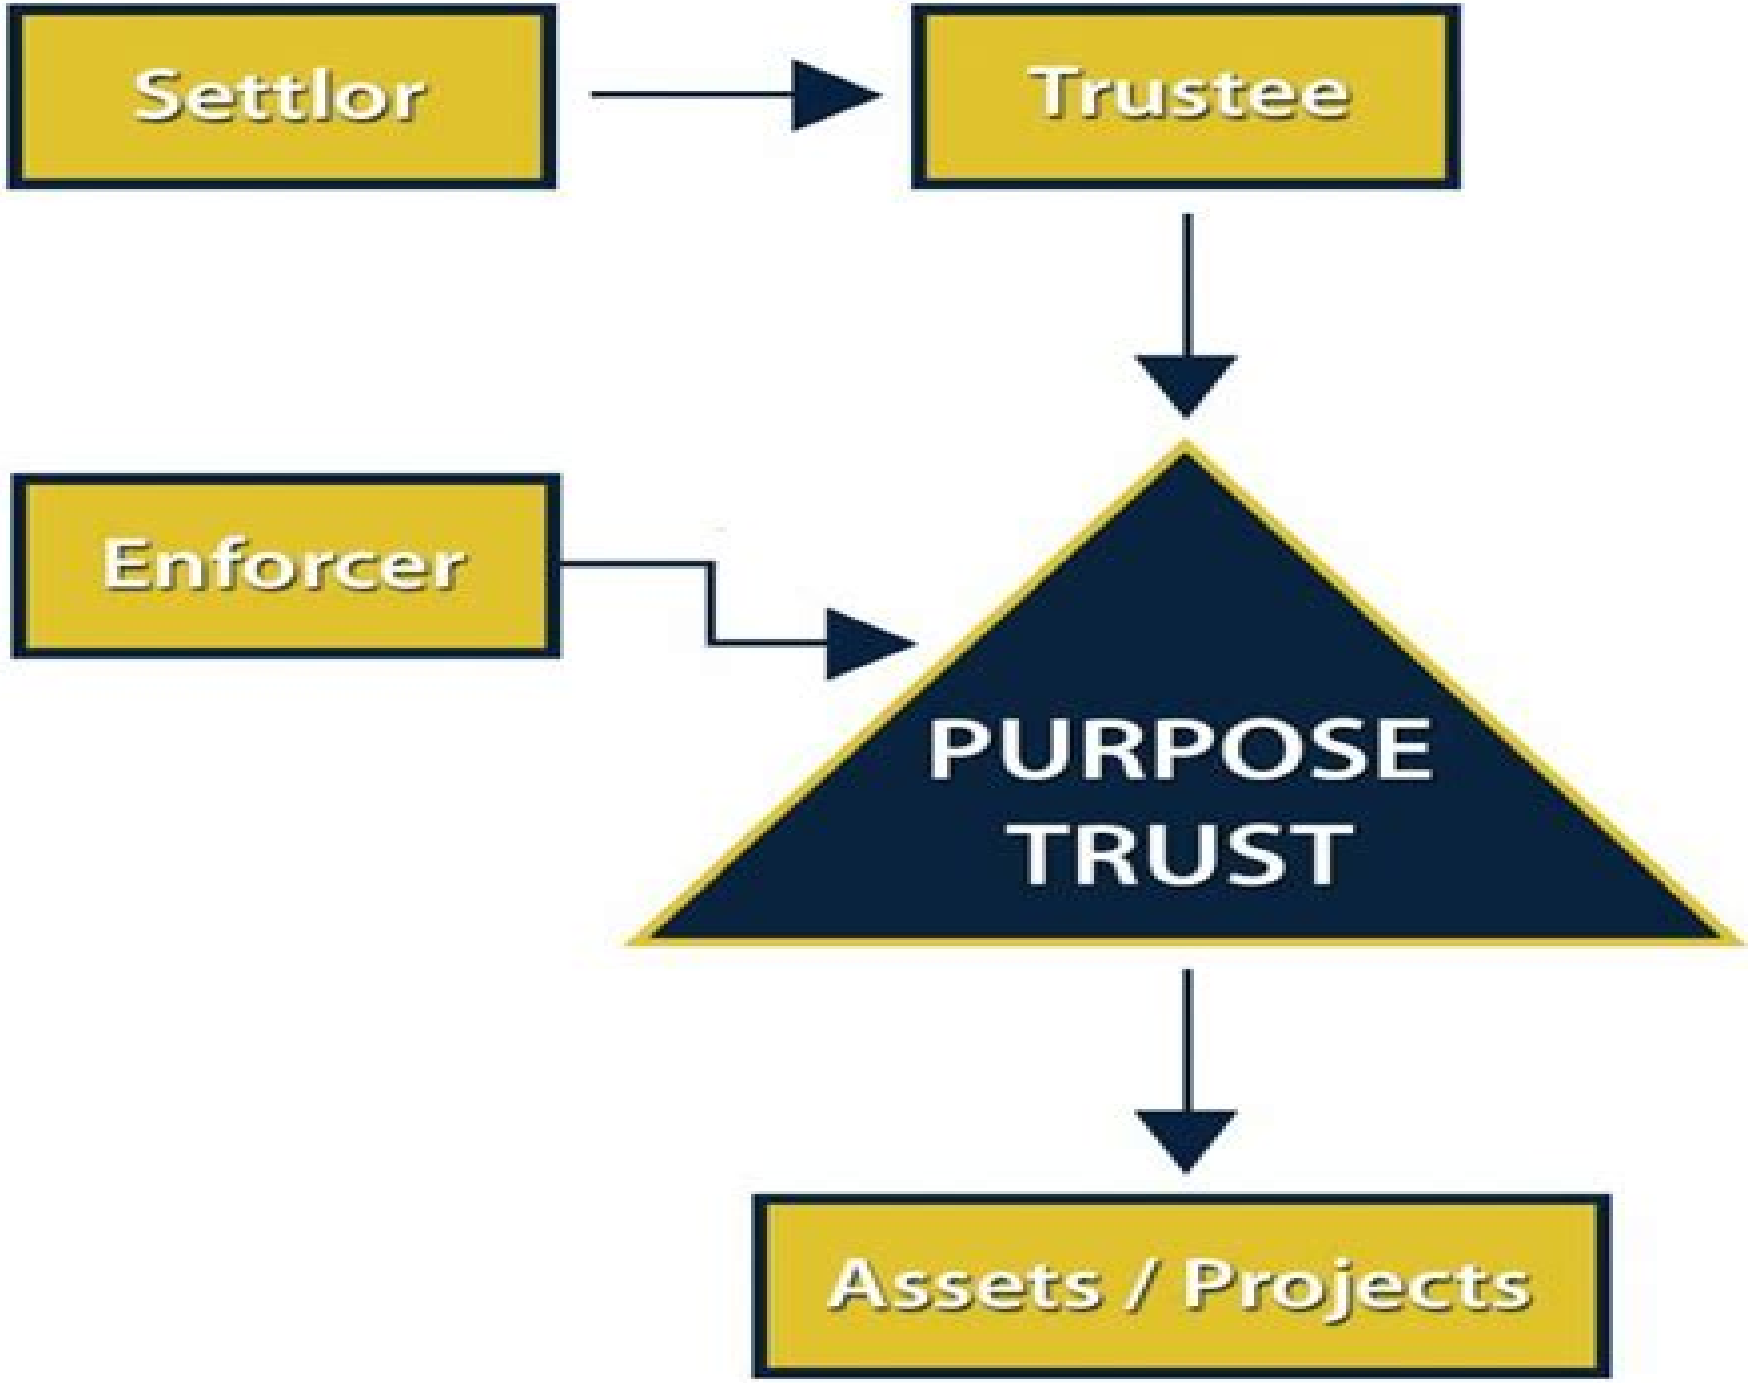 Settlor
Trustee
Enforcer
PURPOSE
TRUST
Assets / Projects